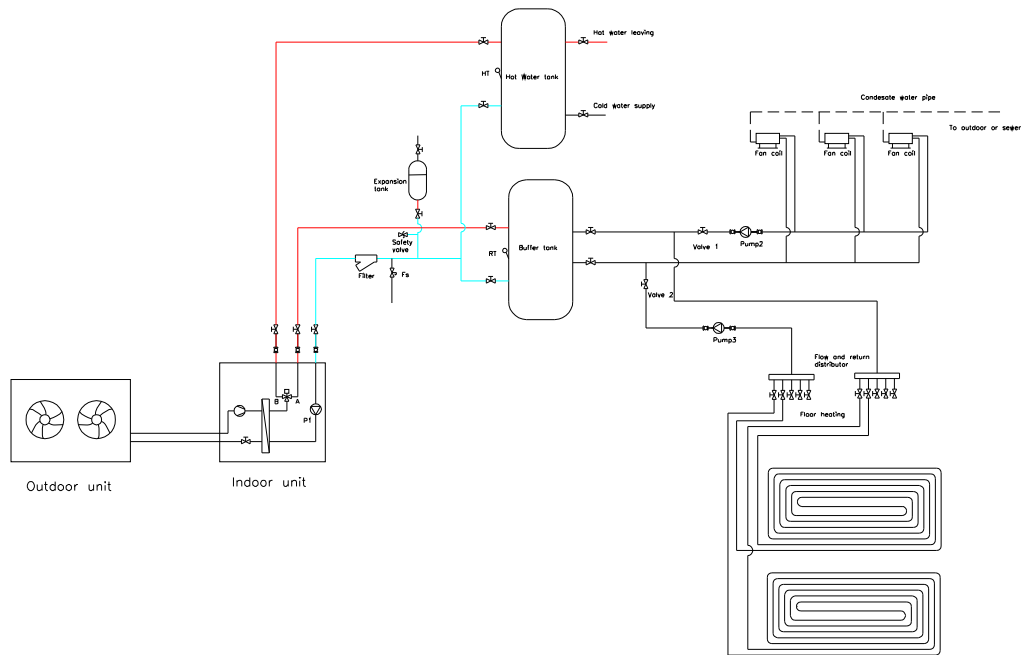 Hot water leaving
HT
Hot Water tank
Cold water supply
Condesate water pipe
To outdoor or sewer
Fan coil
Fan coil
Fan coil
Expansion
tank
Safety
valve
Buffer tank
RT
Valve 1
Pump2
Filter
Fs
Valve 2
Pump3
Flow and return
distributor
B
A
P1
Floor heating
Outdoor unit
Indoor unit